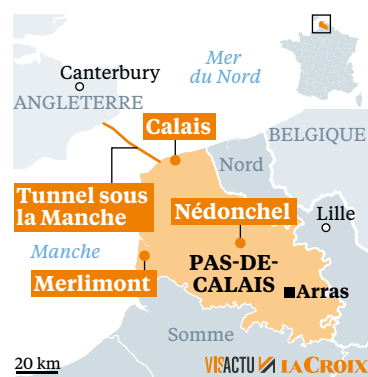 Mer
du Nord
Canterbury
ANGLETERRE
Calais
BELGIQUE
Nord
Tunnel sous
la Manche
Nédonchel
Lille
Manche
PAS-DE-
CALAIS
Merlimont
Arras
Somme
20 km
VISACTU LA CROIX